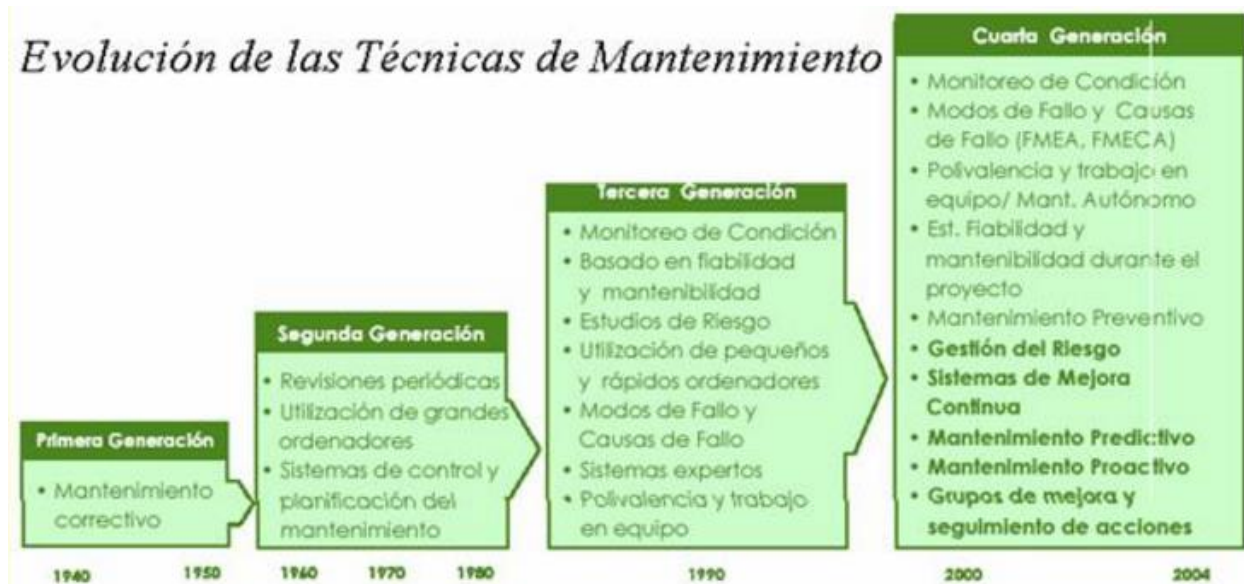 Evolución de las Técnicas de Mantenimiento
Primera Generación
• Mantenimiento
correctivo
Segunda Generación
• Revisiones periódicas
• Utilización de grandes
ordenadores
• Sistemas de control y
planificación del
mantenimiento
Tercera Generación
• Monitoreo de Condición
• Basado en fiabilidad
y mantenibilidad
• Estudios de Riesgo
• Utilización de pequeños
y rápidos ordenadores
• Modos de Fallo y
Causas de Fallo
• Sistemas expertos
• Polivalencia y trabajo
en equipo
Cuarta Generación
• Monitoreo de Condición
• Modos de Fallo y Causas
de Fallo (FMEA, FMECA)
• Polivalencia y trabajo en
equipo/ Mant. Autónomo
• Est. Fiabilidad y
mantenibilidad durante el
proyecto
• Mantenimiento Preventivo
• Gestión del Riesgo
• Sistemas de Mejora
Continua
• Mantenimiento Predictivo
• Mantenimiento Proactivo
• Grupos de mejora y
seguimiento de acciones
1940 1950 1960 1970 1980 1990 2000 2004